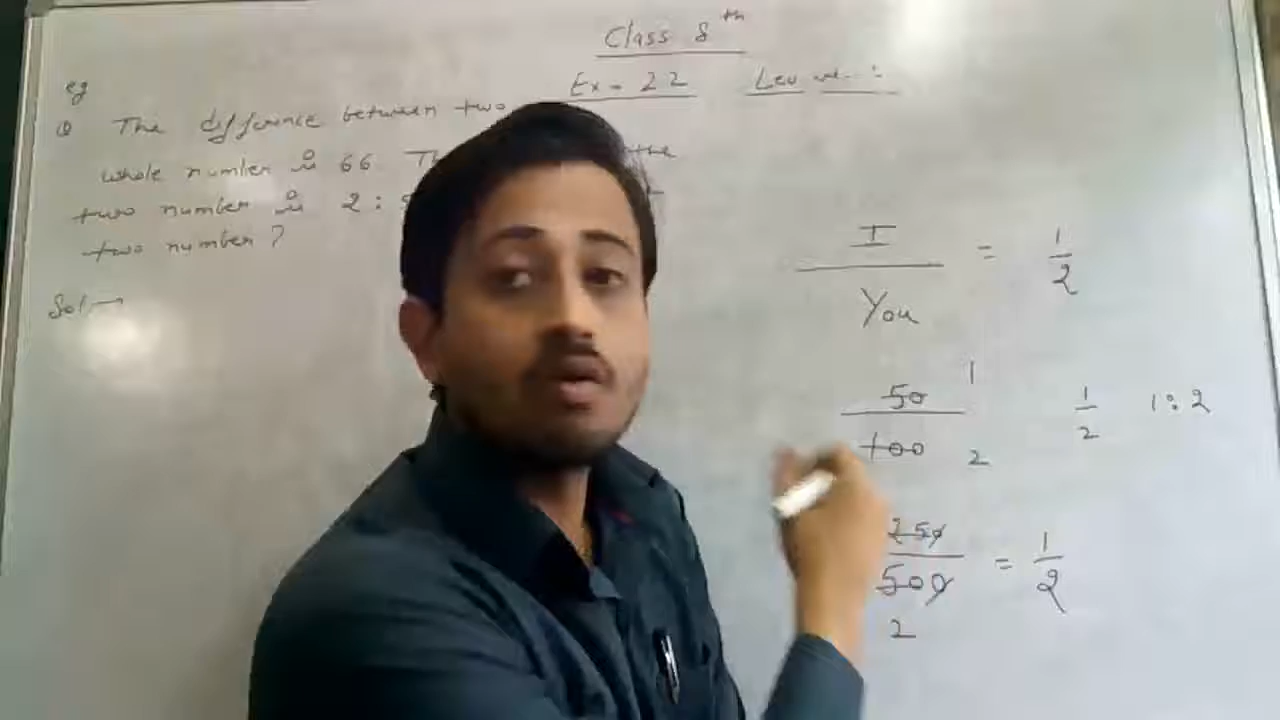 Class 8th
Ex - 22
eg
Q The difference between two
whole number is 66. the
two number is 2 :
two number ?
Sol →
I / You = 1/2
50 / 100 1 2 1/2 1:2
250 / 500 = 1/2
2